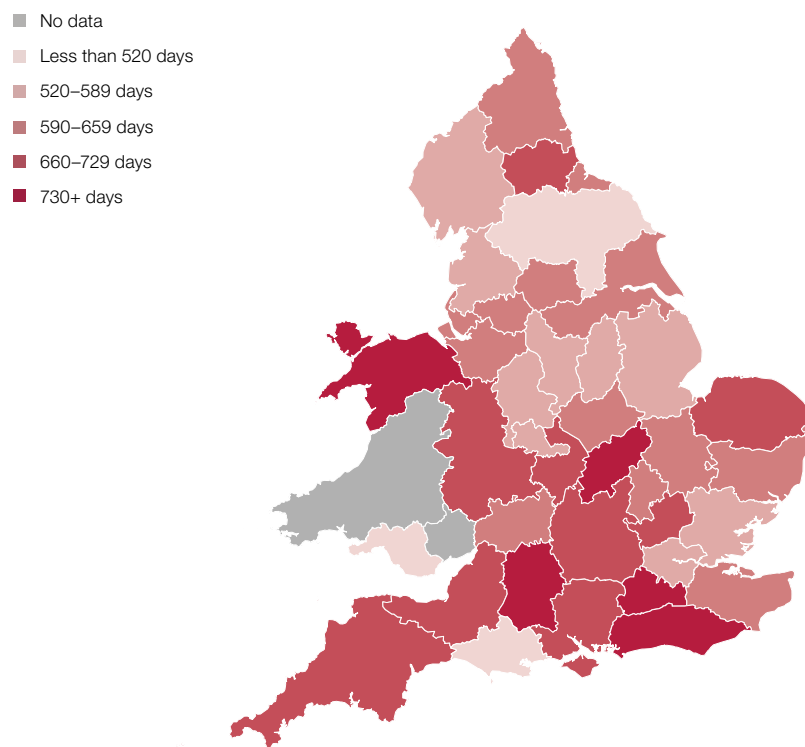 No data
Less than 520 days
520–589 days
590–659 days
660–729 days
730+ days